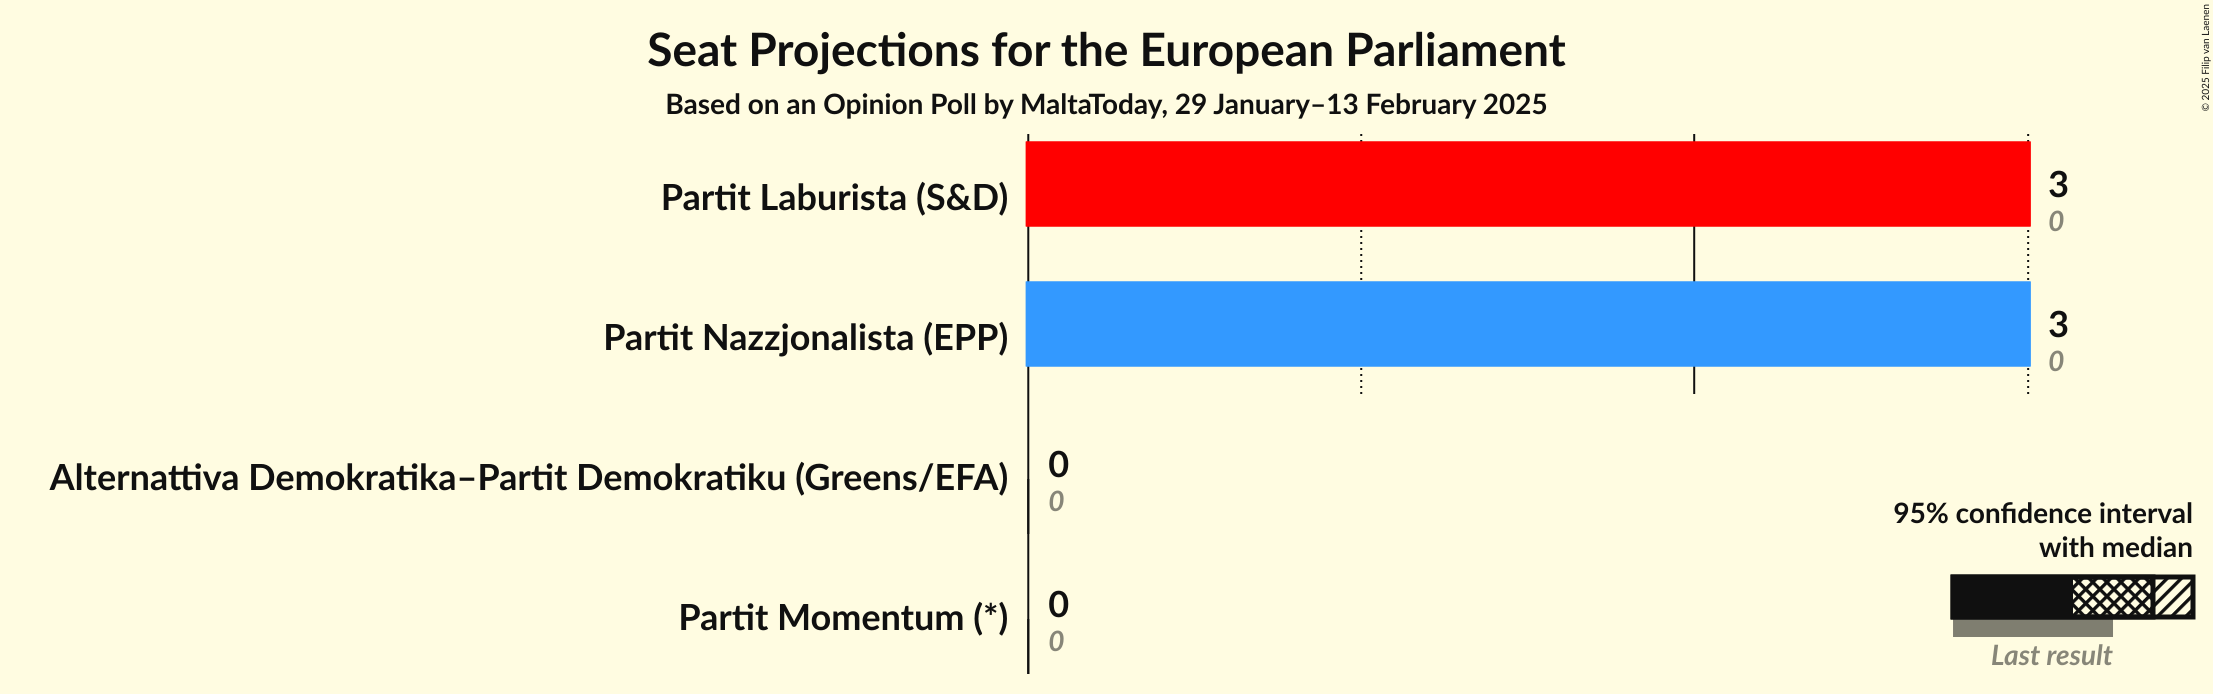 Seat Projections for the European Parliament
Based on an Opinion Poll by MaltaToday, 29 January–13 February 2025
© 2025 Filip van Laenen
Partit Laburista (S&D)
3
0
Partit Nazzjonalista (EPP)
3
0
Alternattiva Demokratika–Partit Demokratiku (Greens/EFA)
0
0
Partit Momentum (*)
0
0
95% confidence interval
with median
Last result